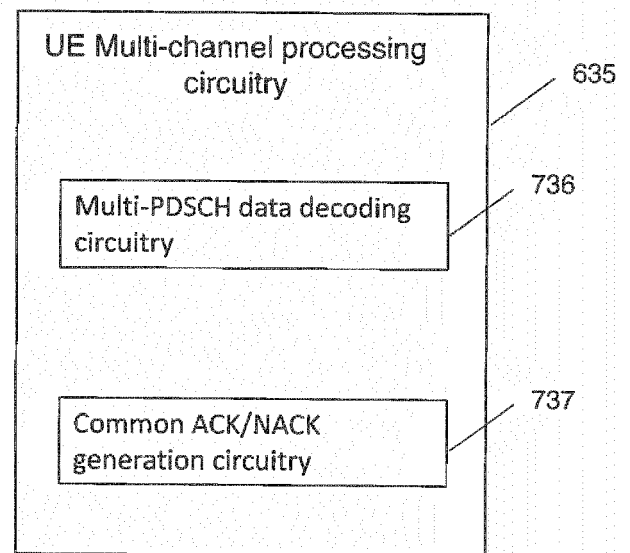 UE Multi-channel processing
circuitry
635
Multi-PDSCH data decoding
circuitry
736
Common ACK/NACK
generation circuitry
737